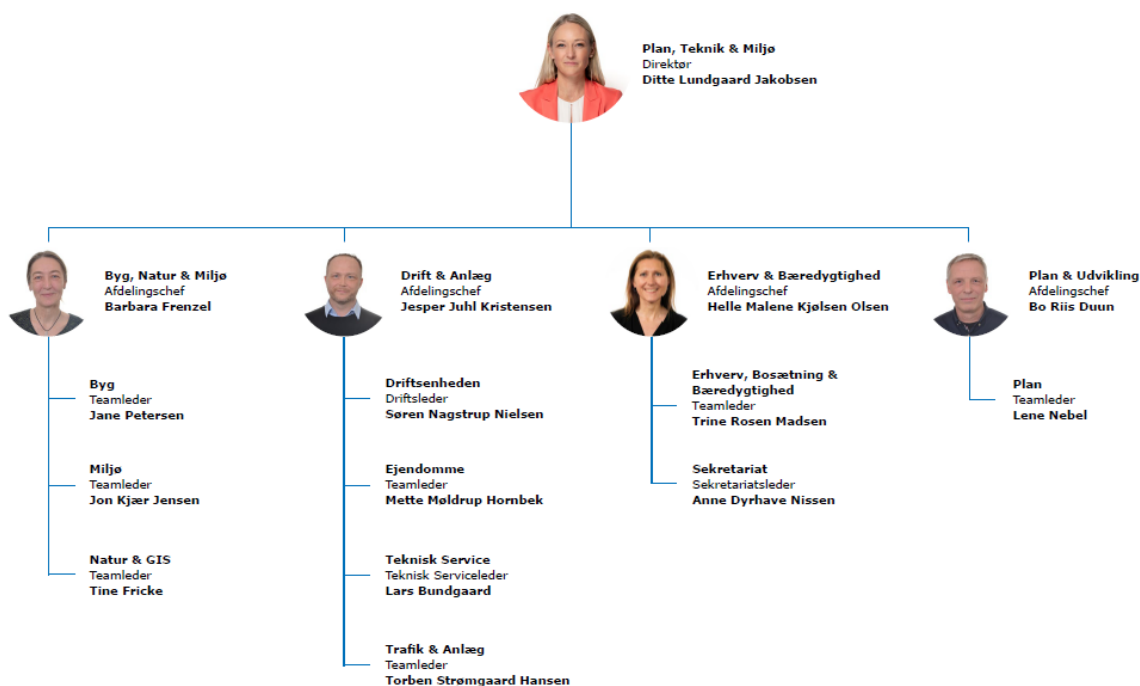 Plan, Teknik & Miljø
Direktør
Ditte Lundgaard Jakobsen
Byg, Natur & Miljø
Afdelingschef
Barbara Frenzel
Drift & Anlæg
Afdelingschef
Jesper Juhl Kristensen
Erhverv & Bæredygtighed
Afdelingschef
Helle Malene Kjølsen Olsen
Plan & Udvikling
Afdelingschef
Bo Riis Duun
Byg
Teamleder
Jane Petersen
Miljø
Teamleder
Jon Kjær Jensen
Natur & GIS
Teamleder
Tine Fricke
Driftsenheden
Driftsleder
Søren Nagstrup Nielsen
Ejendomme
Teamleder
Mette Møldrup Hornbek
Teknisk Service
Teknisk Serviceleder
Lars Bundgaard
Trafik & Anlæg
Teamleder
Torben Strømgaard Hansen
Erhverv, Bosætning &
Bæredygtighed
Teamleder
Trine Rosen Madsen
Sekretariat
Sekretariatsleder
Anne Dyrhave Nissen
Plan
Teamleder
Lene Nebel